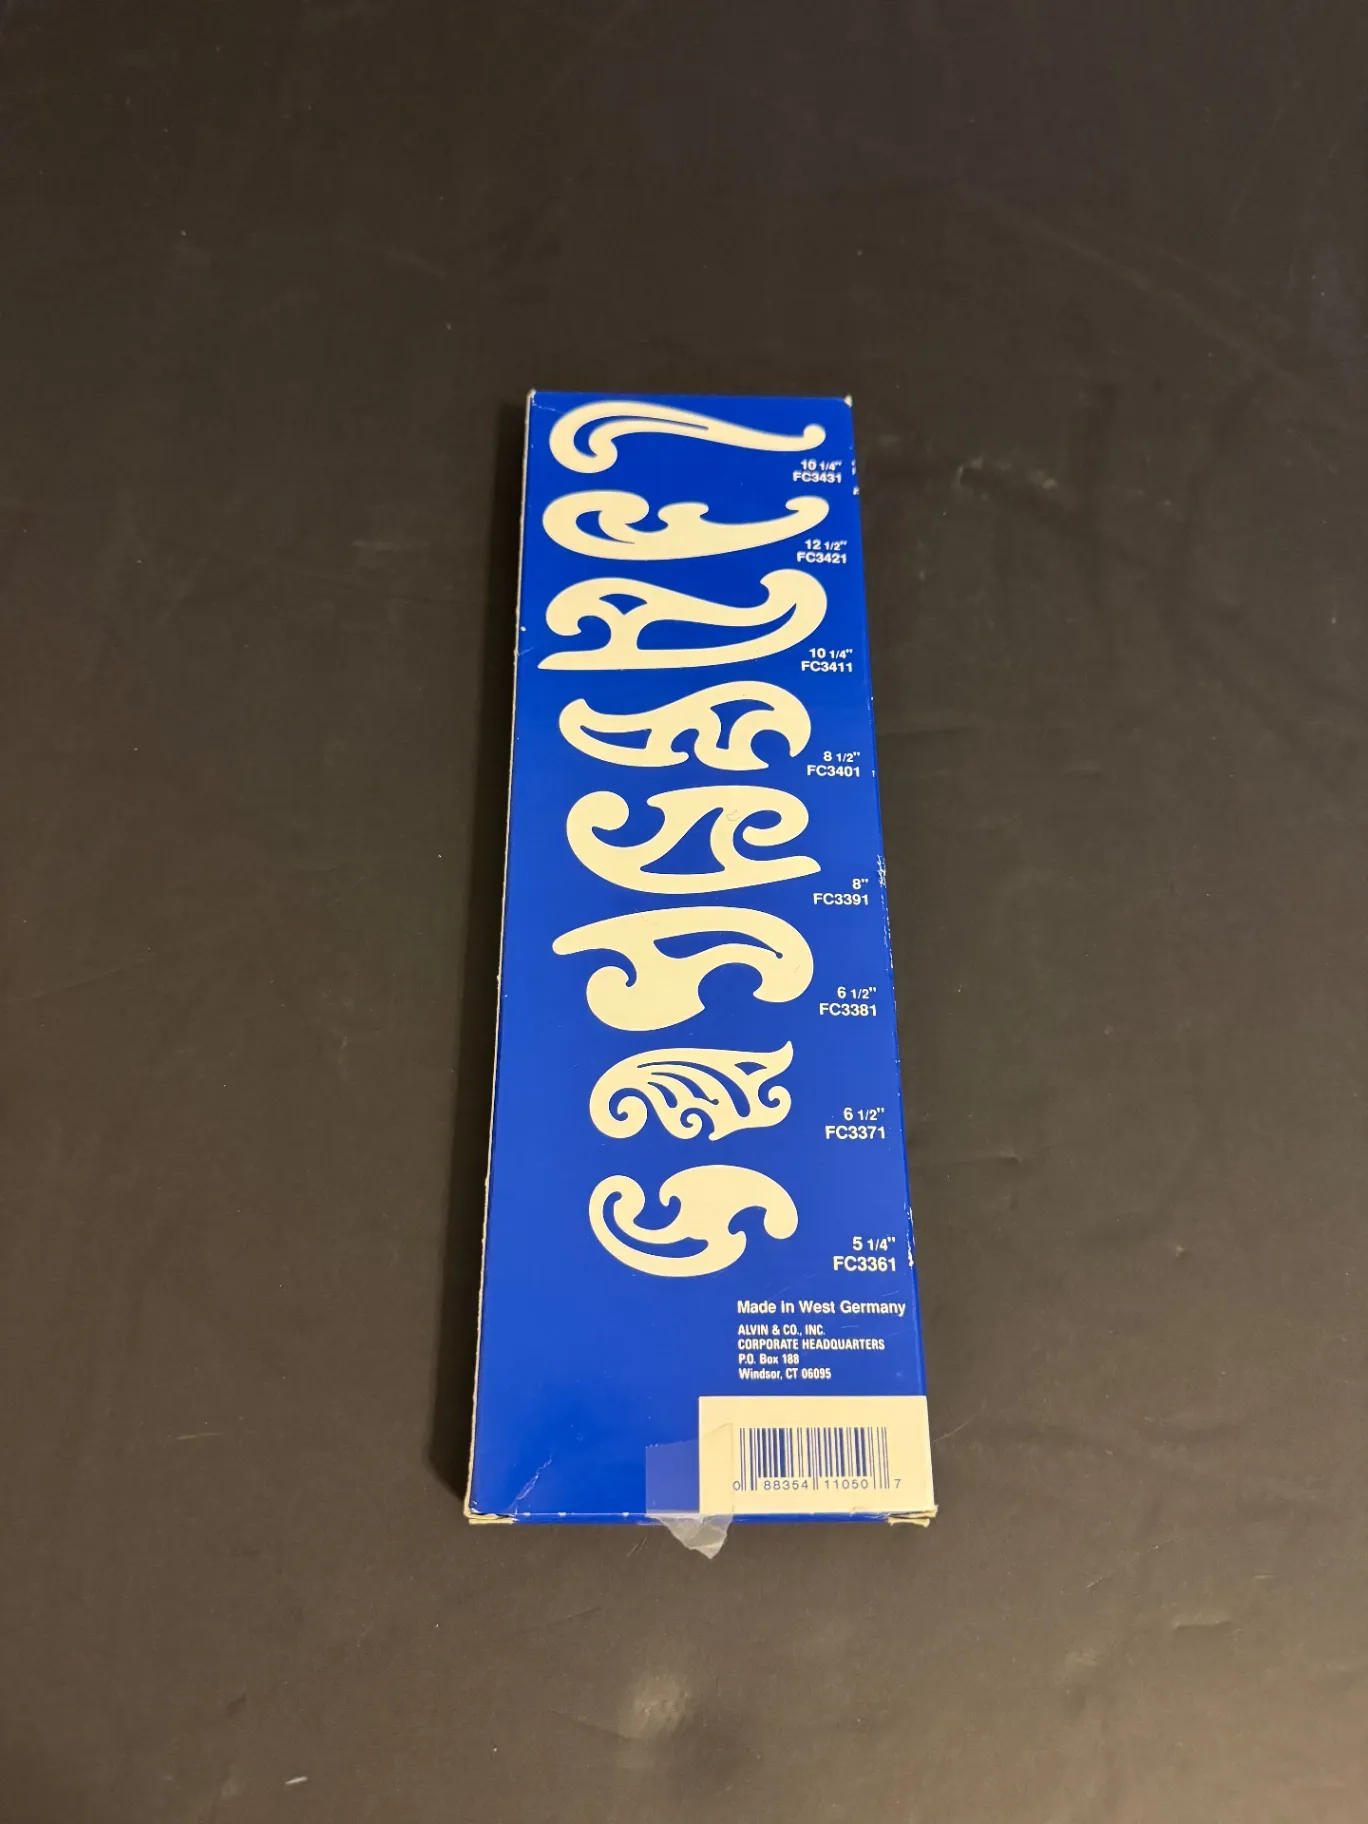 10 1/4"
FC3431
12 1/2"
FC3421
10 1/4"
FC3411
8 1/2"
FC3401
8"
FC3391
6 1/2"
FC3381
6 1/2"
FC3371
5 1/4"
FC3361
Made in West Germany
ALVIN & CO., INC.
CORPORATE HEADQUARTERS
P.O. Box 188
Windsor, CT 06095
0 88354 11050 7